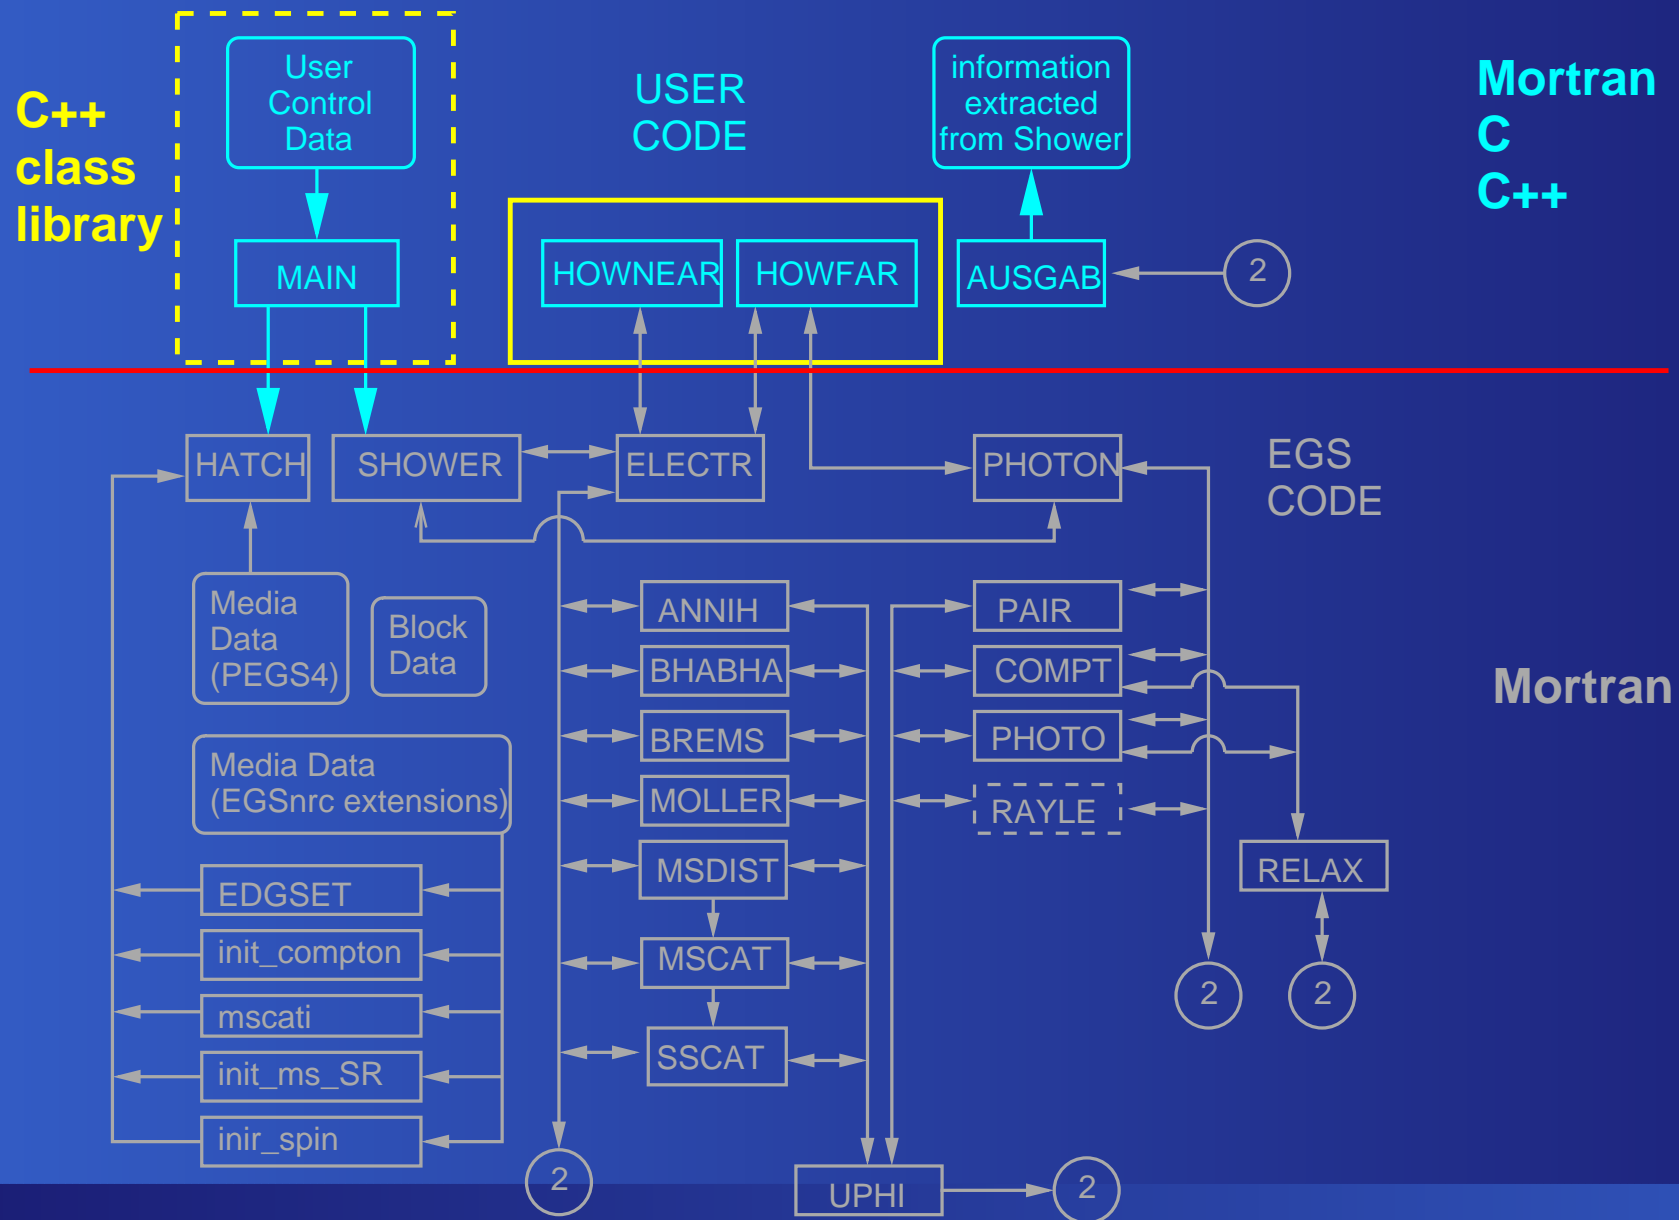 C++
class
library
User
Control
Data
USER
CODE
information
extracted
from Shower
Mortran
C
C++
MAIN
HOWNEAR
HOWFAR
AUSGAB
2
HATCH
SHOWER
ELECTR
PHOTON
EGS
CODE
Media
Data
(PEGS4)
Block
Data
ANNIH
PAIR
BHABHA
COMPT
Mortran
BREMS
PHOTO
Media Data
(EGSnrc extensions)
MOLLER
RAYLE
MSDIST
RELAX
EDGSET
init_compton
MSCAT
mscati
2
2
SSCAT
init_ms_SR
inir_spin
2
UPHI
2